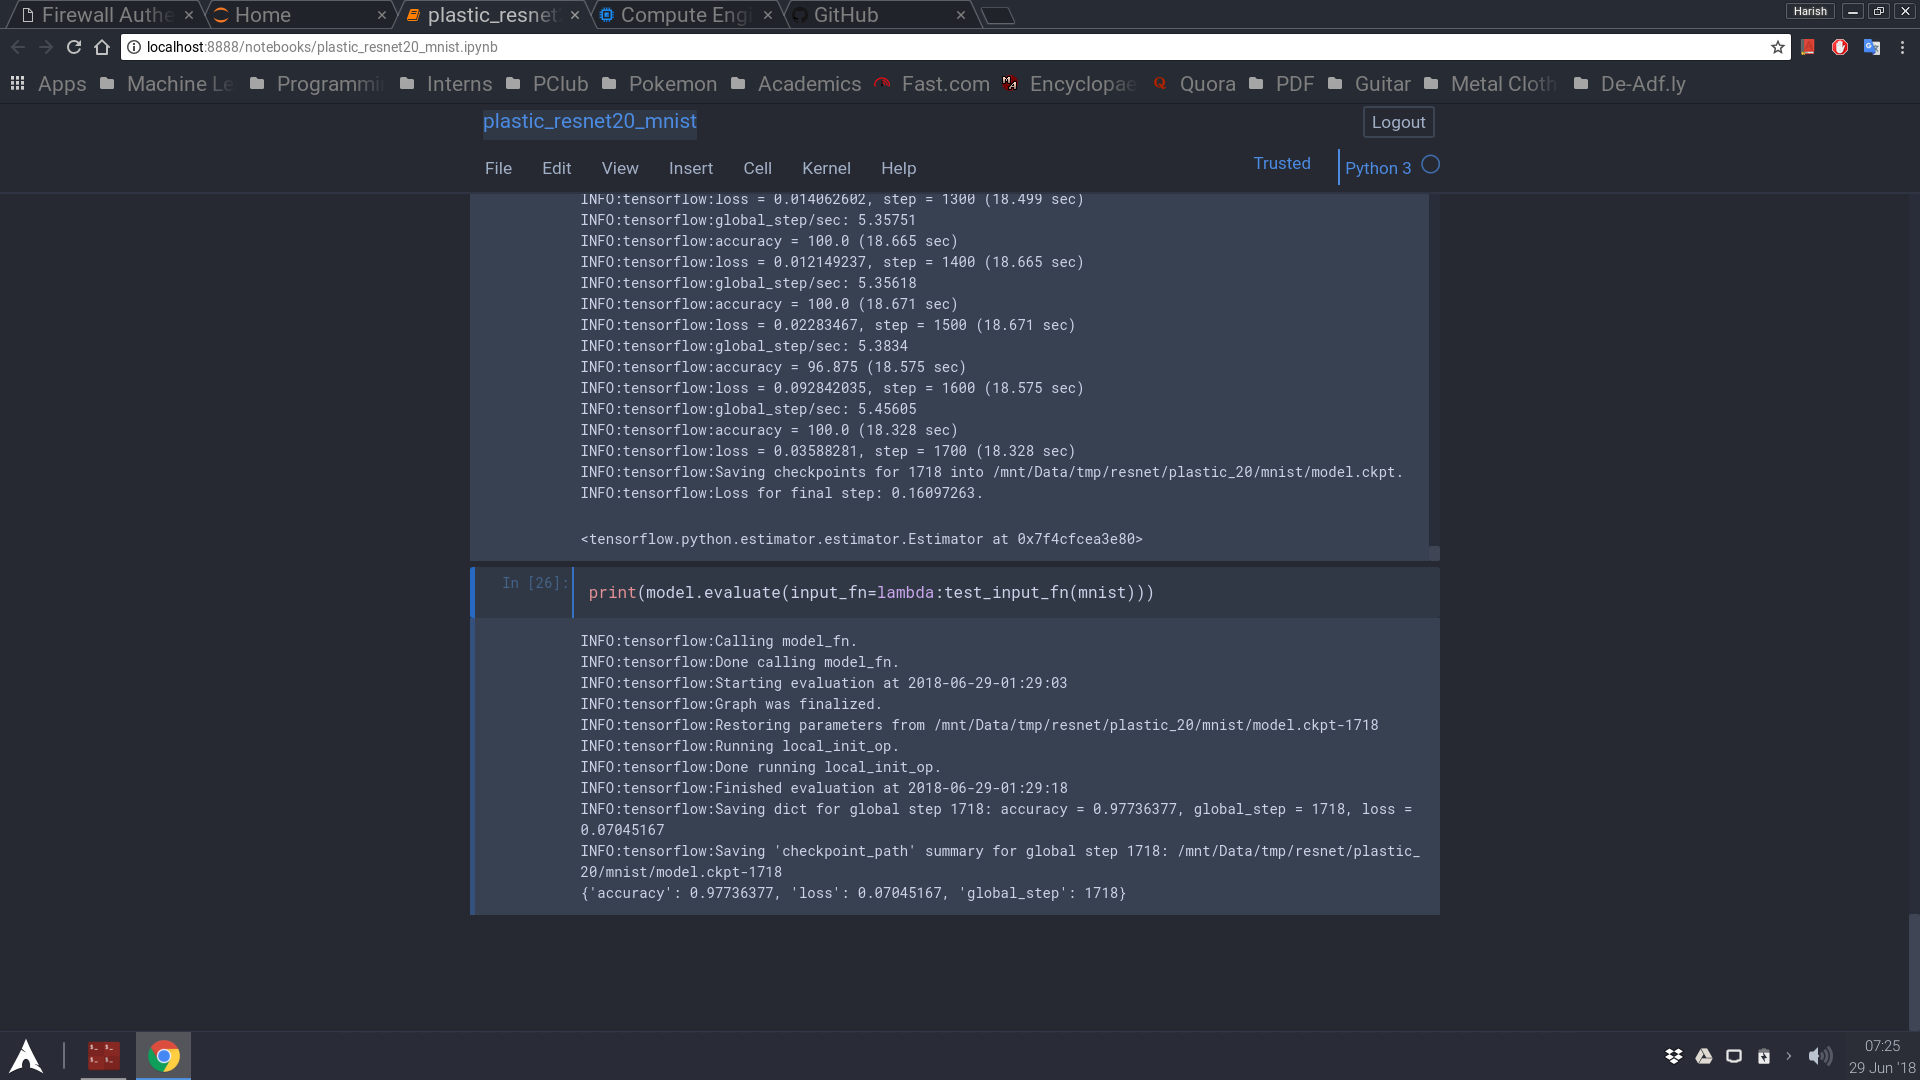 Firewall Authe
Home
plastic_resnet
Compute Engi
GitHub
Harish
localhost:8888/notebooks/plastic_resnet20_mnist.ipynb
Apps
Machine Le
Programmi
Interns
PClub
Pokemon
Academics
Fast.com
Encyclopae
Quora
PDF
Guitar
Metal Cloth
De-Adf.ly
plastic_resnet20_mnist
Logout
File Edit View Insert Cell Kernel Help
Trusted
Python 3
INFO:tensorflow:loss = 0.014062602, step = 1300 (18.499 sec)
INFO:tensorflow:global_step/sec: 5.35751
INFO:tensorflow:accuracy = 100.0 (18.665 sec)
INFO:tensorflow:loss = 0.012149237, step = 1400 (18.665 sec)
INFO:tensorflow:global_step/sec: 5.35618
INFO:tensorflow:accuracy = 100.0 (18.671 sec)
INFO:tensorflow:loss = 0.02283467, step = 1500 (18.671 sec)
INFO:tensorflow:global_step/sec: 5.3834
INFO:tensorflow:accuracy = 96.875 (18.575 sec)
INFO:tensorflow:loss = 0.092842035, step = 1600 (18.575 sec)
INFO:tensorflow:global_step/sec: 5.45605
INFO:tensorflow:accuracy = 100.0 (18.328 sec)
INFO:tensorflow:loss = 0.03588281, step = 1700 (18.328 sec)
INFO:tensorflow:Saving checkpoints for 1718 into /mnt/Data/tmp/resnet/plastic_20/mnist/model.ckpt.
INFO:tensorflow:Loss for final step: 0.16097263.
<tensorflow.python.estimator.estimator.Estimator at 0x7f4cfcea3e80>
In [26]: print(model.evaluate(input_fn=lambda:test_input_fn(mnist)))
INFO:tensorflow:Calling model_fn.
INFO:tensorflow:Done calling model_fn.
INFO:tensorflow:Starting evaluation at 2018-06-29-01:29:03
INFO:tensorflow:Graph was finalized.
INFO:tensorflow:Restoring parameters from /mnt/Data/tmp/resnet/plastic_20/mnist/model.ckpt-1718
INFO:tensorflow:Running local_init_op.
INFO:tensorflow:Done running local_init_op.
INFO:tensorflow:Finished evaluation at 2018-06-29-01:29:18
INFO:tensorflow:Saving dict for global step 1718: accuracy = 0.97736377, global_step = 1718, loss =
0.07045167
INFO:tensorflow:Saving 'checkpoint_path' summary for global step 1718: /mnt/Data/tmp/resnet/plastic_
20/mnist/model.ckpt-1718
{'accuracy': 0.97736377, 'loss': 0.07045167, 'global_step': 1718}
07:25
29 Jun '18